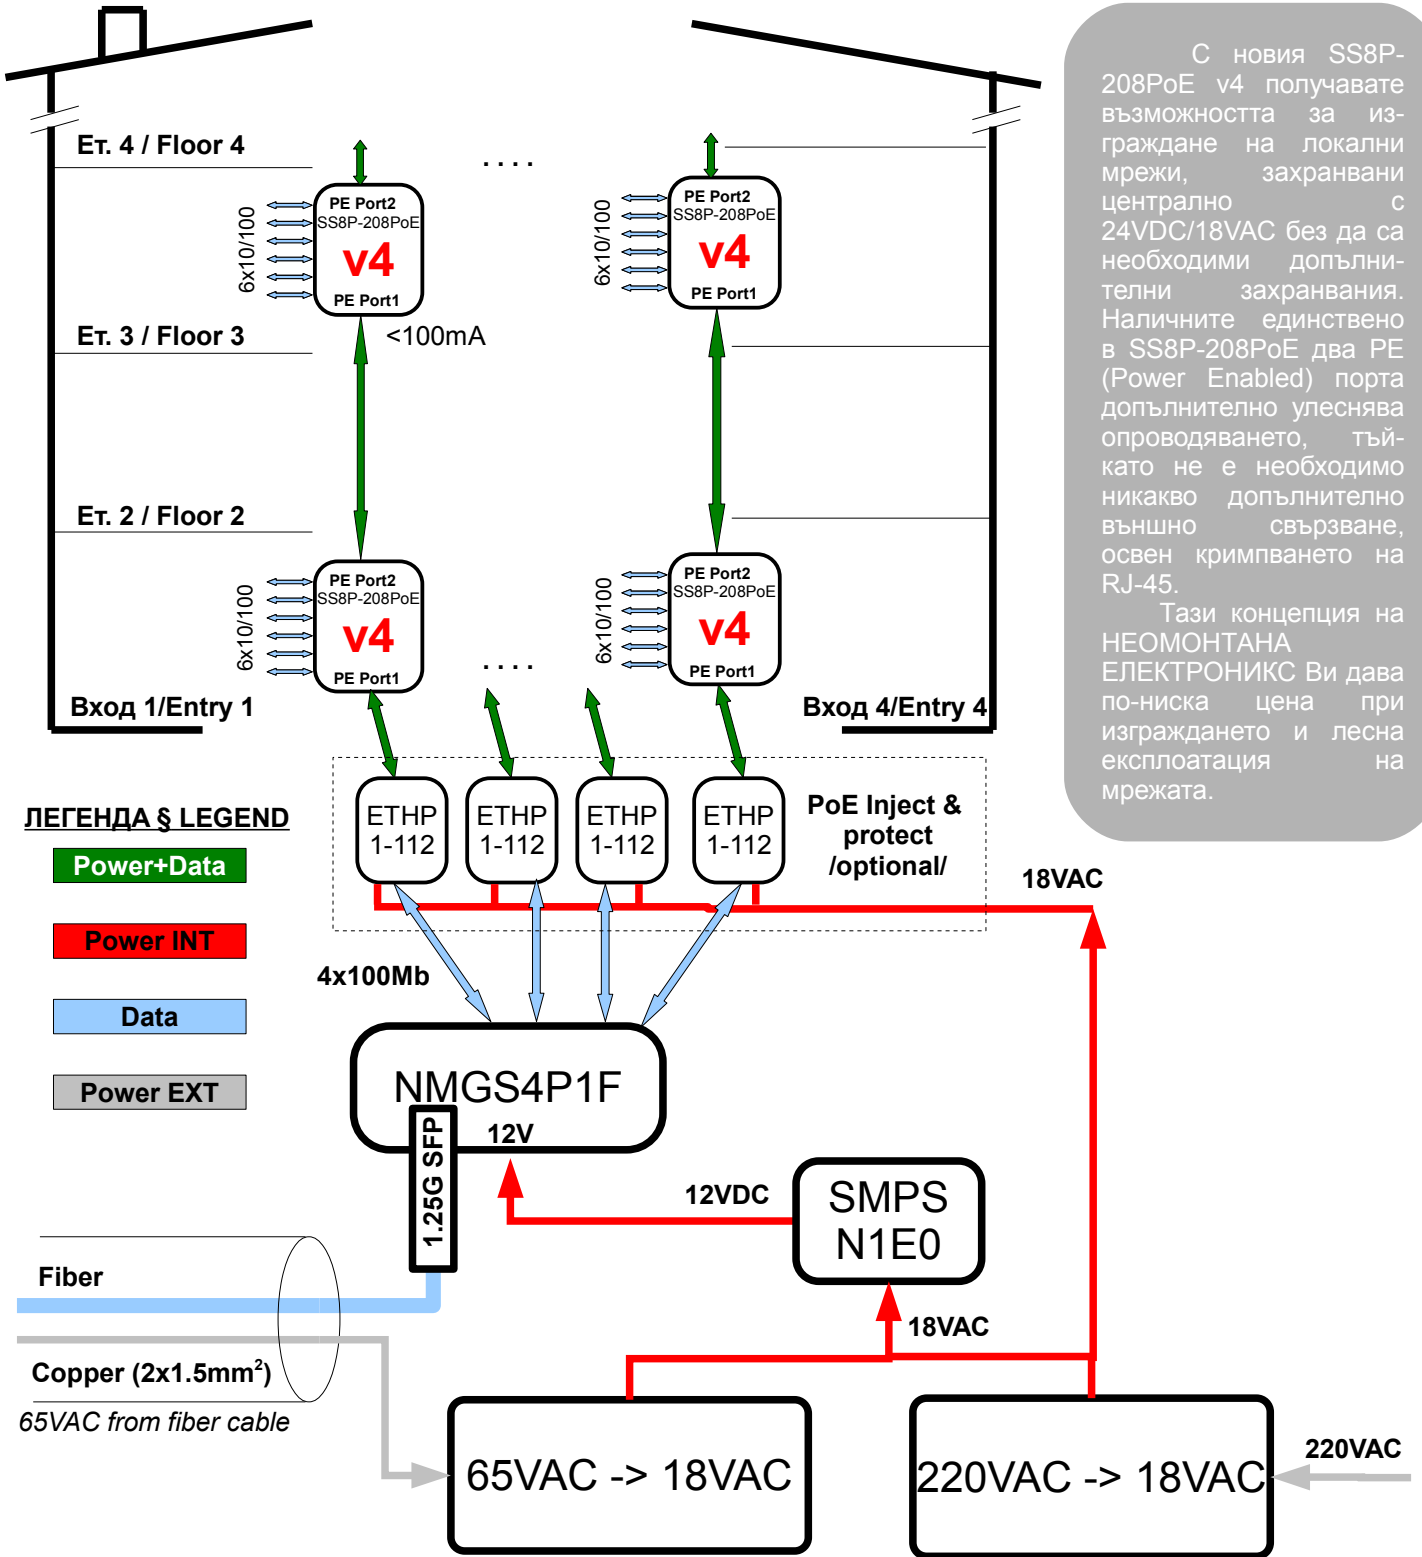 С новия SS8P-
208PoE v4 получавате
възможността за из-
граждане на локални
мрежи, захранвани
централно с
24VDC/18VAC без да са
необходими допълни-
телни захранвания.
Наличните единствено
в SS8P-208PoE два PE
(Power Enabled) порта
допълнително улеснява
опроводяването, тъй-
като не е необходимо
никакво допълнително
външно свързване,
освен кримпването на
RJ-45.
Тази концепция на
НЕОМОНТАНА
ЕЛЕКТРОНИКС Ви дава
по-ниска цена при
изграждането и лесна
експлоатация на
мрежата.
Ет. 4 / Floor 4
. . . .
PE Port2
SS8P-208PoE
v4
PE Port1
6x10/100
PE Port2
SS8P-208PoE
v4
PE Port1
6x10/100
Ет. 3 / Floor 3
<100mA
Ет. 2 / Floor 2
PE Port2
SS8P-208PoE
v4
PE Port1
6x10/100
. . . .
PE Port2
SS8P-208PoE
v4
PE Port1
6x10/100
Вход 1/Entry 1
Вход 4/Entry 4
ETHP
1-112
ETHP
1-112
ETHP
1-112
ETHP
1-112
PoE Inject &
protect
/optional/
18VAC
ЛЕГЕНДА § LEGEND
Power+Data
Power INT
Data
Power EXT
4x100Mb
NMGS4P1F
12V
1.25G SFP
12VDC
SMPS
N1E0
18VAC
Fiber
Copper (2x1.5mm²)
65VAC from fiber cable
65VAC -> 18VAC
220VAC -> 18VAC
220VAC